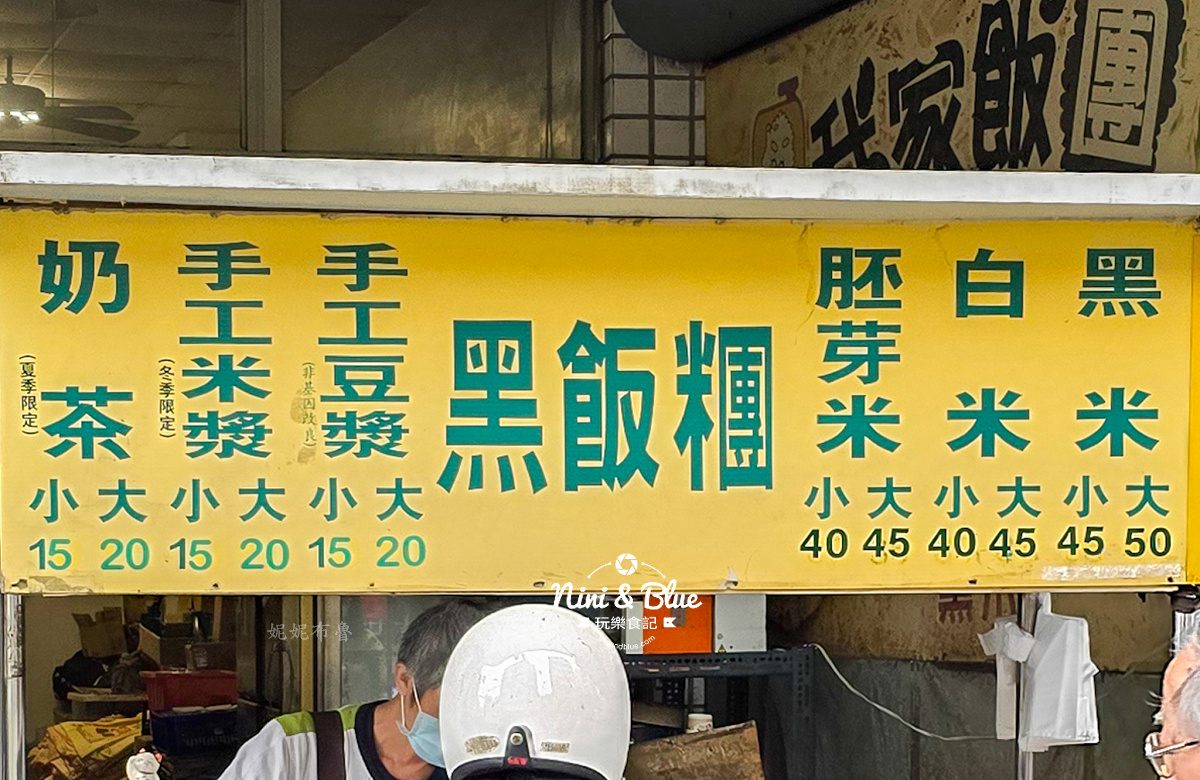 我家飯團
黑米
大 50
小 45
白米
大 45
小 40
胚芽米
大 45
小 40
黑飯糰
手工豆漿
(非基因改良)
大 20
小 15
手工米漿
(冬季限定)
大 20
小 15
奶茶
(夏季限定)
大 20
小 15
Nini & Blue
玩樂食記
妮妮布魯